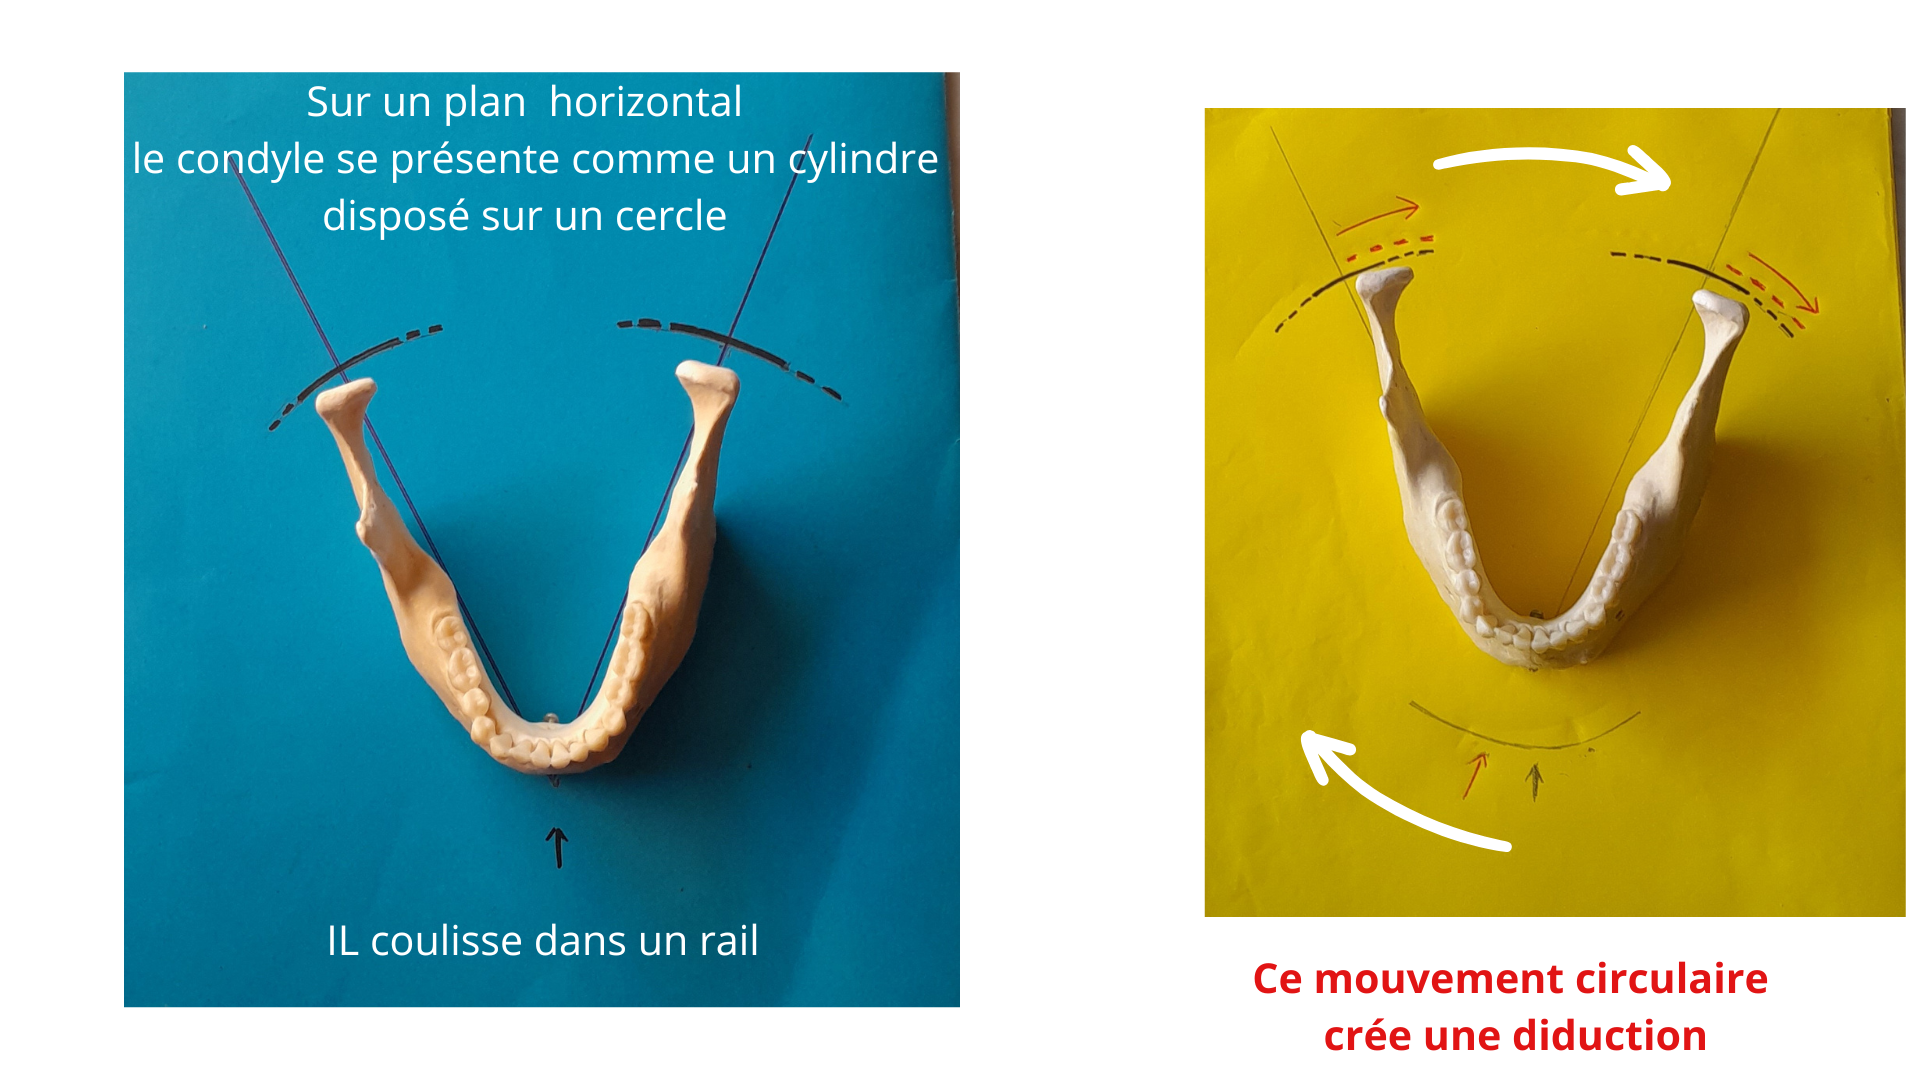 Sur un plan  horizontal
le condyle se présente comme un cylindre
disposé sur un cercle
IL coulisse dans un rail
Ce mouvement circulaire
crée une diduction